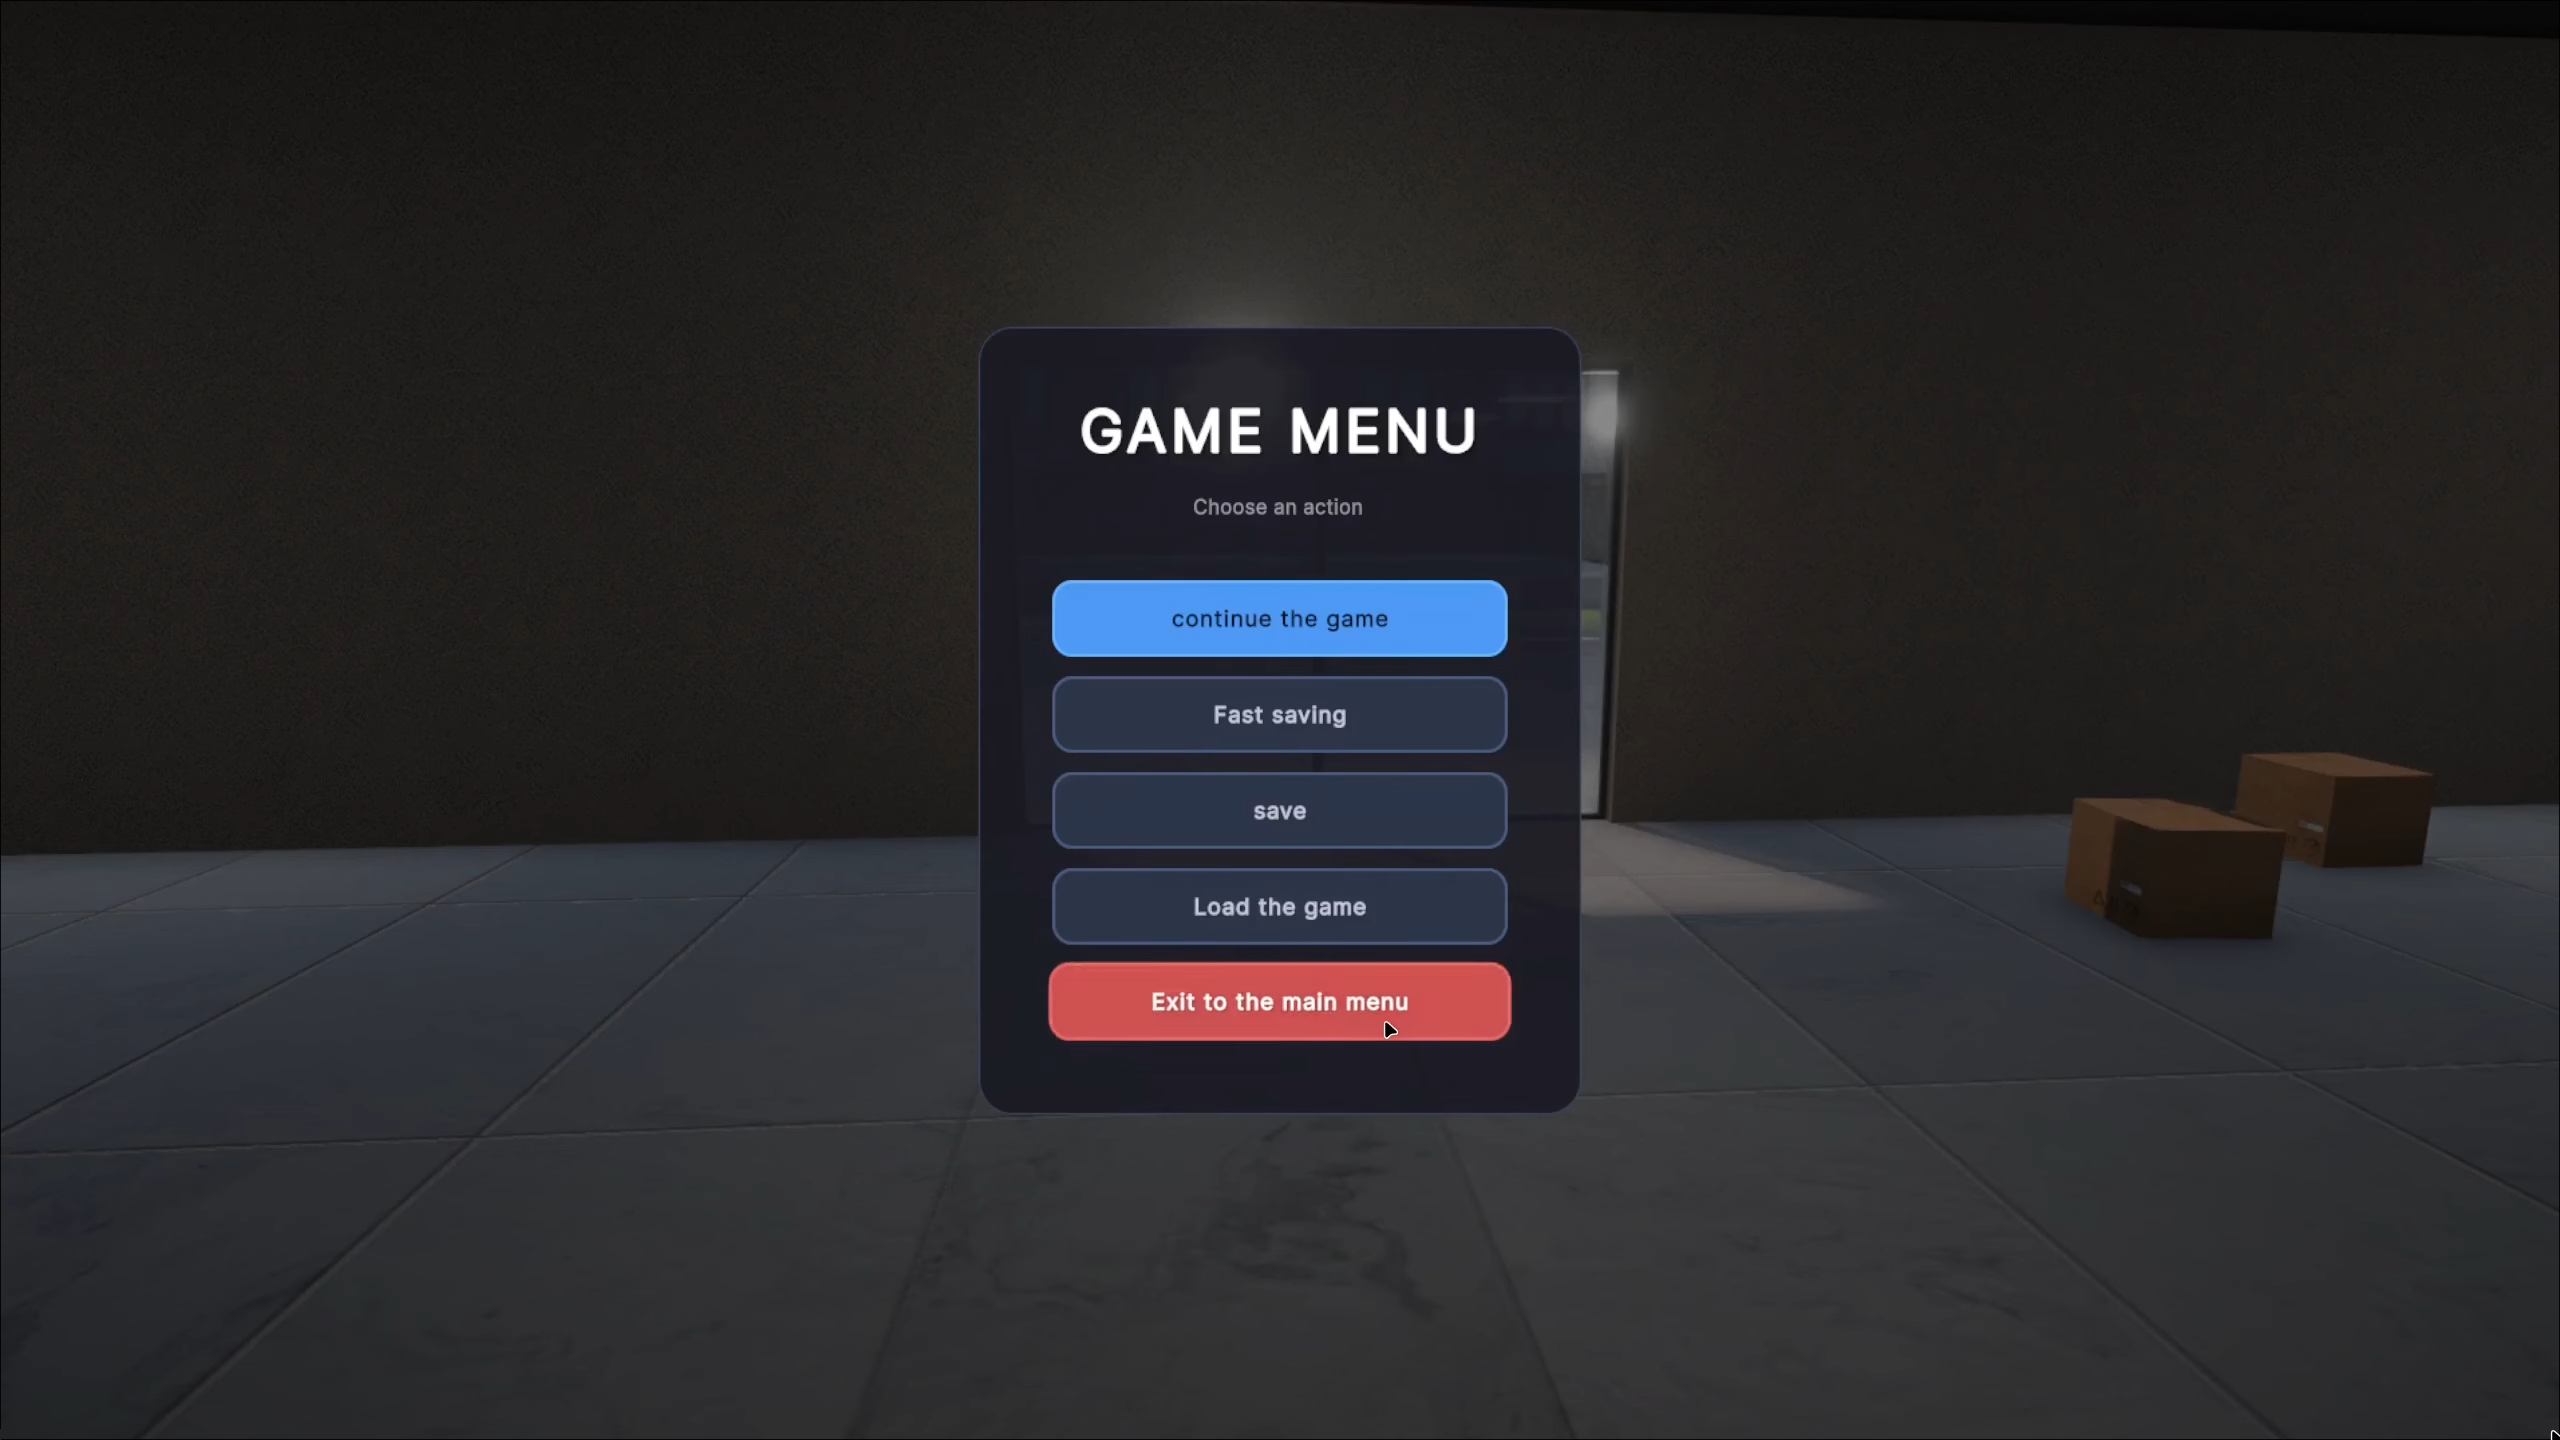 GAME MENU
Choose an action
continue the game
Fast saving
save
Load the game
Exit to the main menu